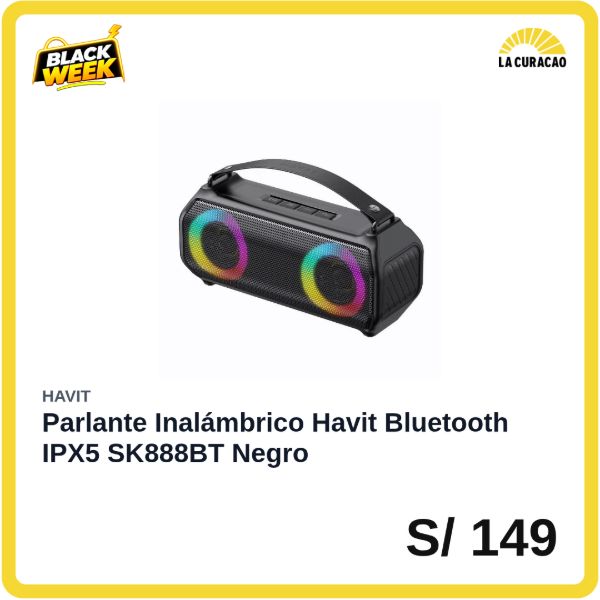 BLACK
WEEK
LA CURACAO
HAVIT
Parlante Inalámbrico Havit Bluetooth
IPX5 SK888BT Negro
S/ 149